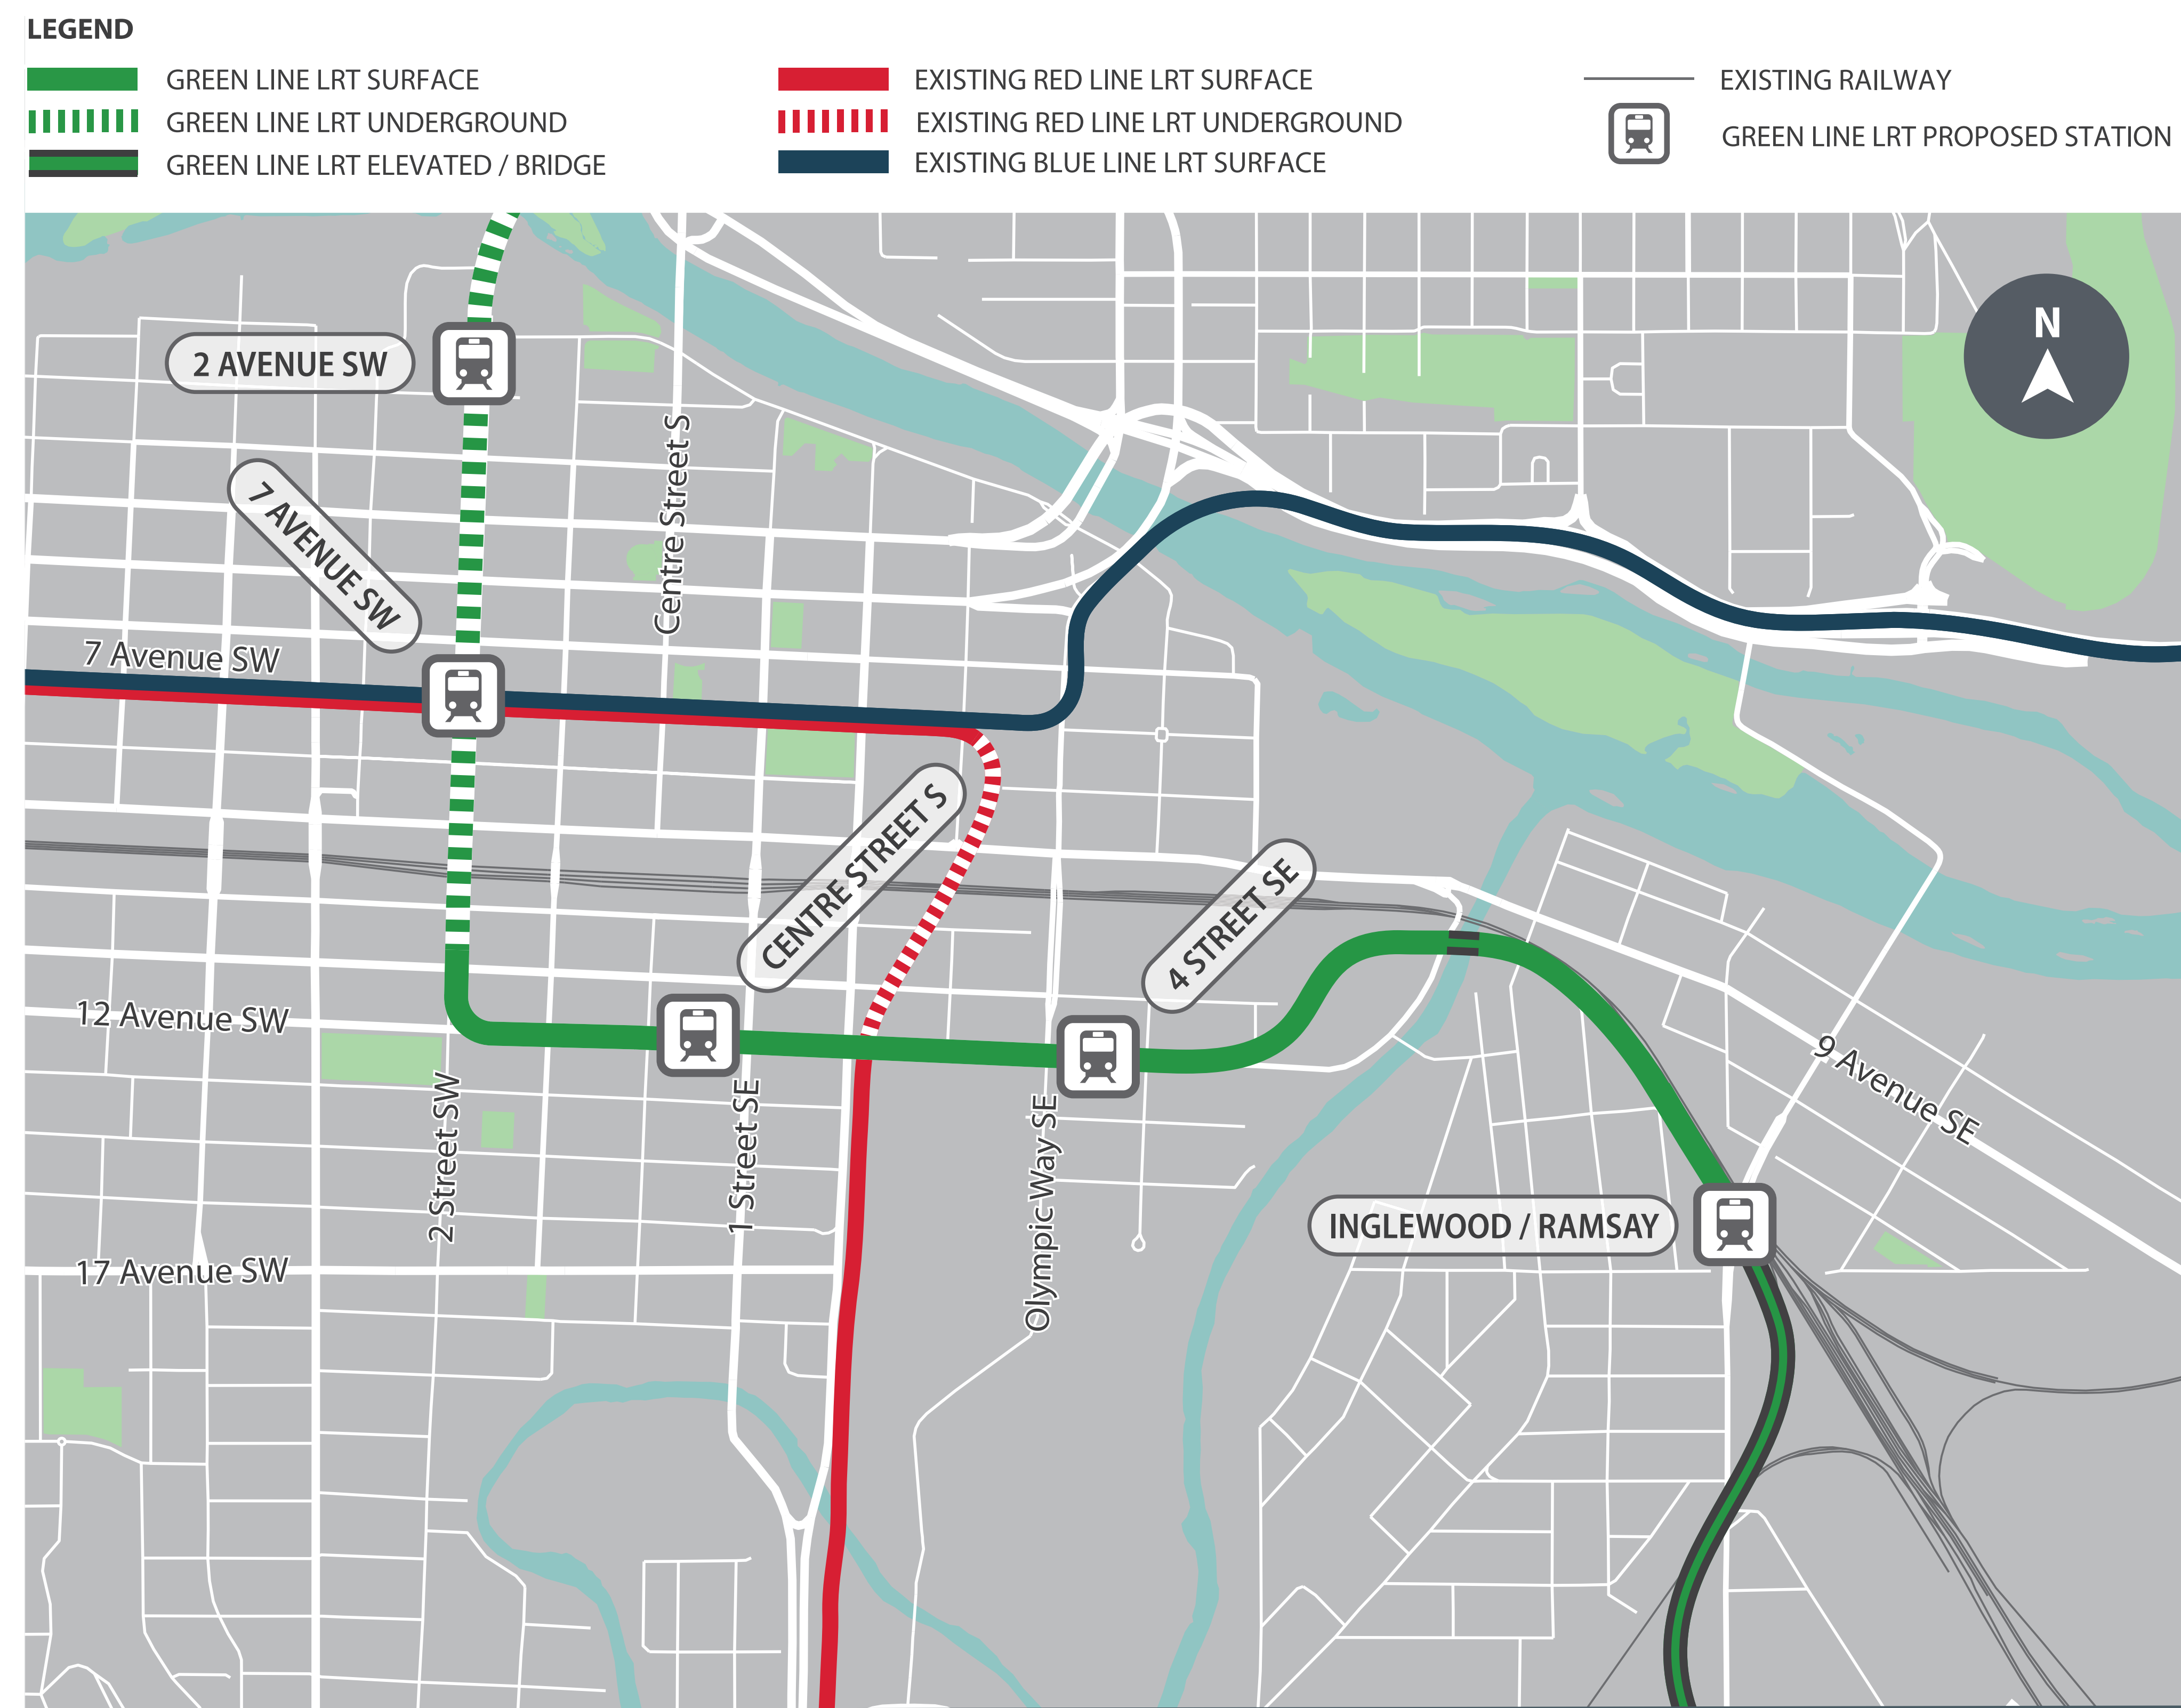 LEGEND
GREEN LINE LRT SURFACE
GREEN LINE LRT UNDERGROUND
GREEN LINE LRT ELEVATED / BRIDGE
EXISTING RED LINE LRT SURFACE
EXISTING RED LINE LRT UNDERGROUND
EXISTING BLUE LINE LRT SURFACE
EXISTING RAILWAY
GREEN LINE LRT PROPOSED STATION
N
2 AVENUE SW
Centre Street S
7 AVENUE SW
7 Avenue SW
CENTRE STREET S
4 STREET SE
12 Avenue SW
9 Avenue SE
2 Street SW
1 Street SE
Olympic Way SE
INGLEWOOD / RAMSAY
17 Avenue SW